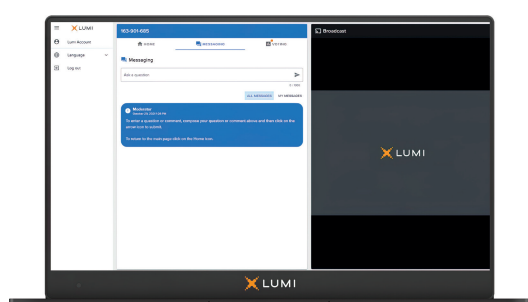 LUMI
Lumi Account
Language
Log out
163-901-685
HOME
MESSAGING
VOTING
Messaging
Ask a question
ALL MESSAGES
MY MESSAGES
Moderator
To enter a question or comment, compose your question or comment above and then click on the
arrow icon to submit.
To return to the main page click on the Home icon.
Broadcast
LUMI
LUMI